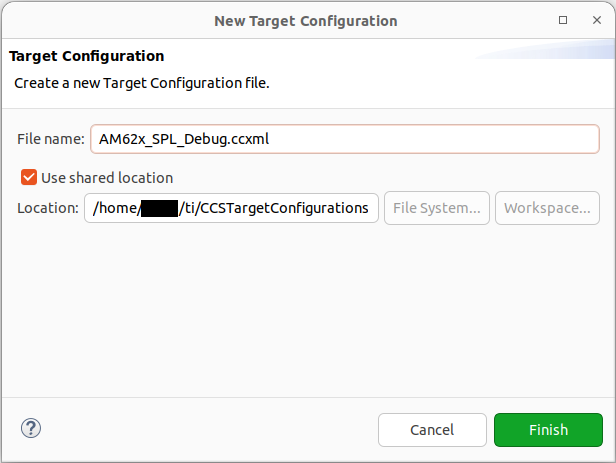 New Target Configuration
Target Configuration
Create a new Target Configuration file.
File name: AM62x_SPL_Debug.ccxml
Use shared location
Location: /home/ /ti/CCSTargetConfigurations File System... Workspace...
? Cancel Finish